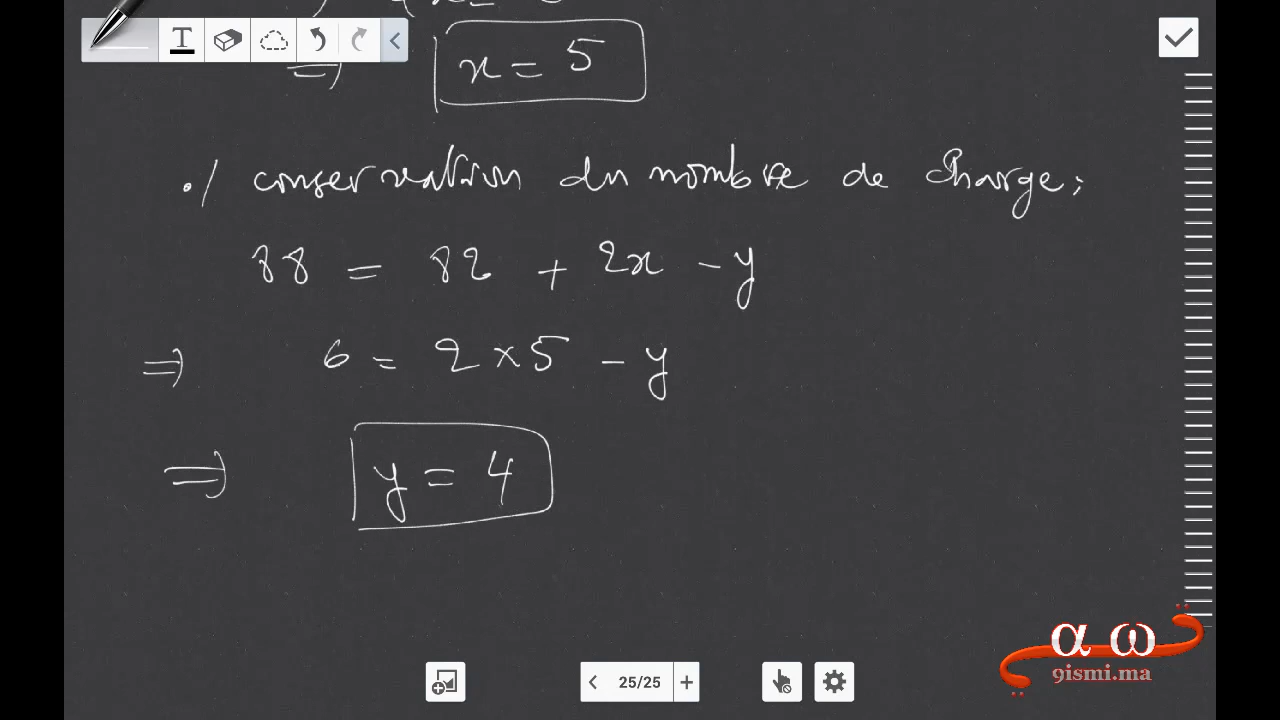 T
=> x = 5
./ conservation du nombre de charge;
88 = 82 + 2x - y
=> 6 = 2 × 5 - y
=> y = 4
α ω
9ismi.ma
25/25